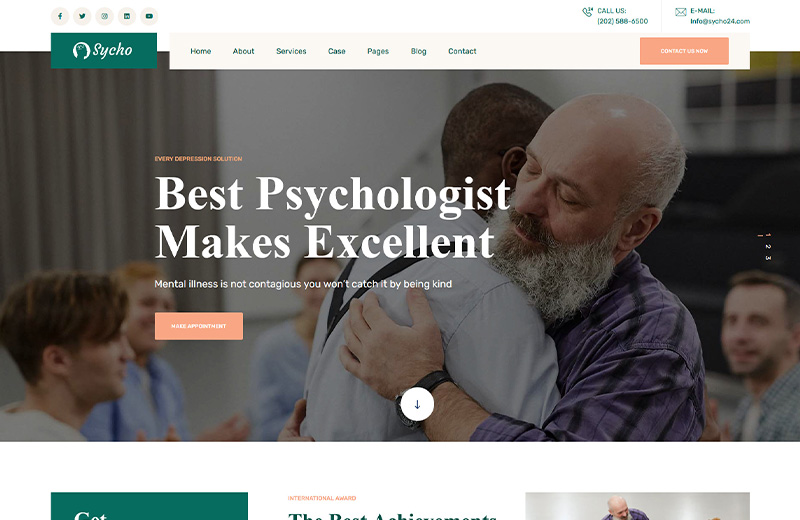 CALL US:
(202) 588-6500
E-MAIL:
Info@sycho24.com
Sycho
Home About Services Case Pages Blog Contact
CONTACT US NOW
EVERY DEPRESSION SOLUTION
Best Psychologist
Makes Excellent
Mental illness is not contagious you won't catch it by being kind
MAKE APPOINTMENT
1
2
3
Get
INTERNATIONAL AWARD
The Best Achievements